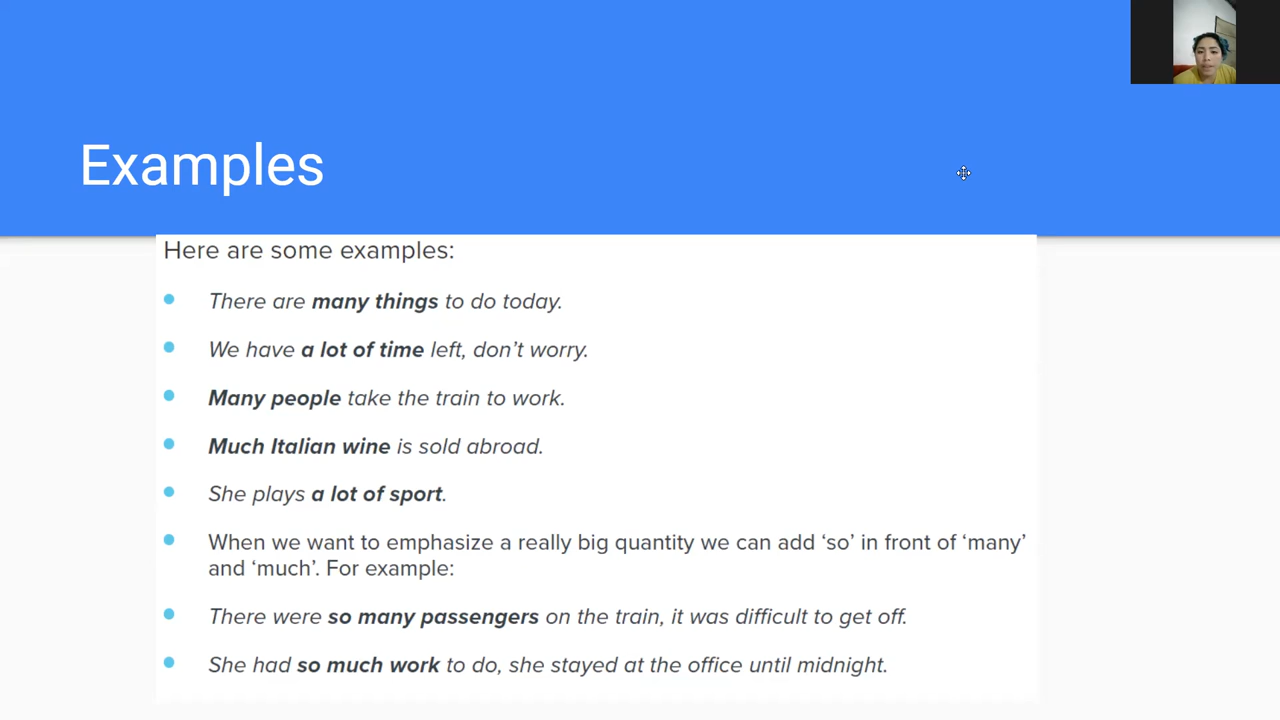 Examples
Here are some examples:
There are many things to do today.
We have a lot of time left, don’t worry.
Many people take the train to work.
Much Italian wine is sold abroad.
She plays a lot of sport.
When we want to emphasize a really big quantity we can add ‘so’ in front of ‘many’
and ‘much’. For example:
There were so many passengers on the train, it was difficult to get off.
She had so much work to do, she stayed at the office until midnight.